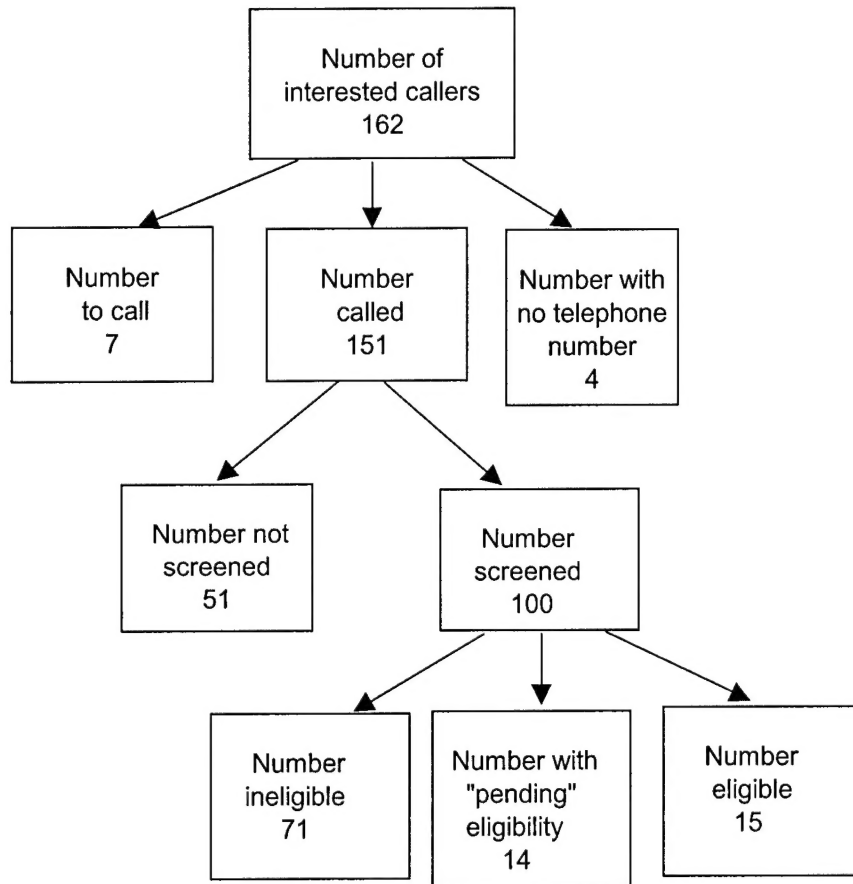 Number of
interested callers
162
Number
to call
7
Number
called
151
Number with
no telephone
number
4
Number not
screened
51
Number
screened
100
Number
ineligible
71
Number with
"pending"
eligibility
14
Number
eligible
15